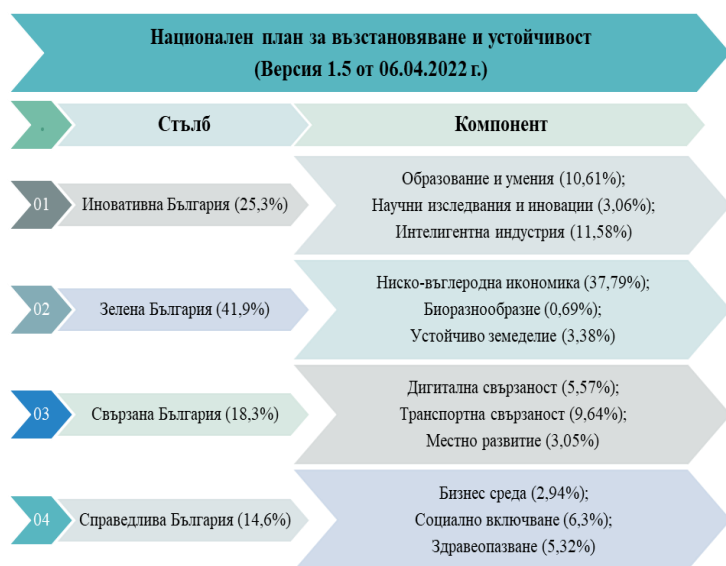 Национален план за възстановяване и устойчивост
(Версия 1.5 от 06.04.2022 г.)
. Стълб Компонент
01 Иновативна България (25,3%)
Образование и умения (10,61%);
Научни изследвания и иновации (3,06%);
Интелигентна индустрия (11,58%)
02 Зелена България (41,9%)
Ниско-въглеродна икономика (37,79%);
Биоразнообразие (0,69%);
Устойчиво земеделие (3,38%)
03 Свързана България (18,3%)
Дигитална свързаност (5,57%);
Транспортна свързаност (9,64%);
Местно развитие (3,05%)
04 Справедлива България (14,6%)
Бизнес среда (2,94%);
Социално включване (6,3%);
Здравеопазване (5,32%)